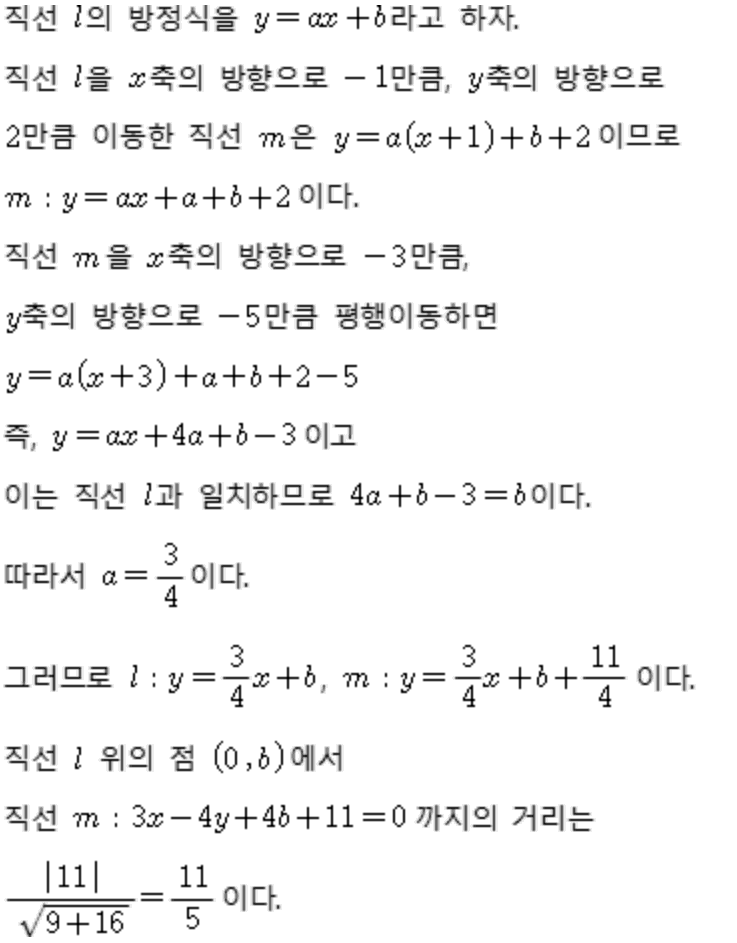 직선 l의 방정식을 y=ax+b라고 하자.
직선 l을 x축의 방향으로 -1만큼, y축의 방향으로
2만큼 이동한 직선 m은 y=a(x+1)+b+2이므로
m : y=ax+a+b+2이다.
직선 m을 x축의 방향으로 -3만큼,
y축의 방향으로 -5만큼 평행이동하면
y=a(x+3)+a+b+2-5
즉, y=ax+4a+b-3이고
이는 직선 l과 일치하므로 4a+b-3=b이다.
따라서 a=3/4이다.
그러므로 l : y=3/4x+b, m : y=3/4x+b+11/4 이다.
직선 l 위의 점 (0,b)에서
직선 m : 3x-4y+4b+11=0까지의 거리는
|11|/√(9+16)=11/5이다.